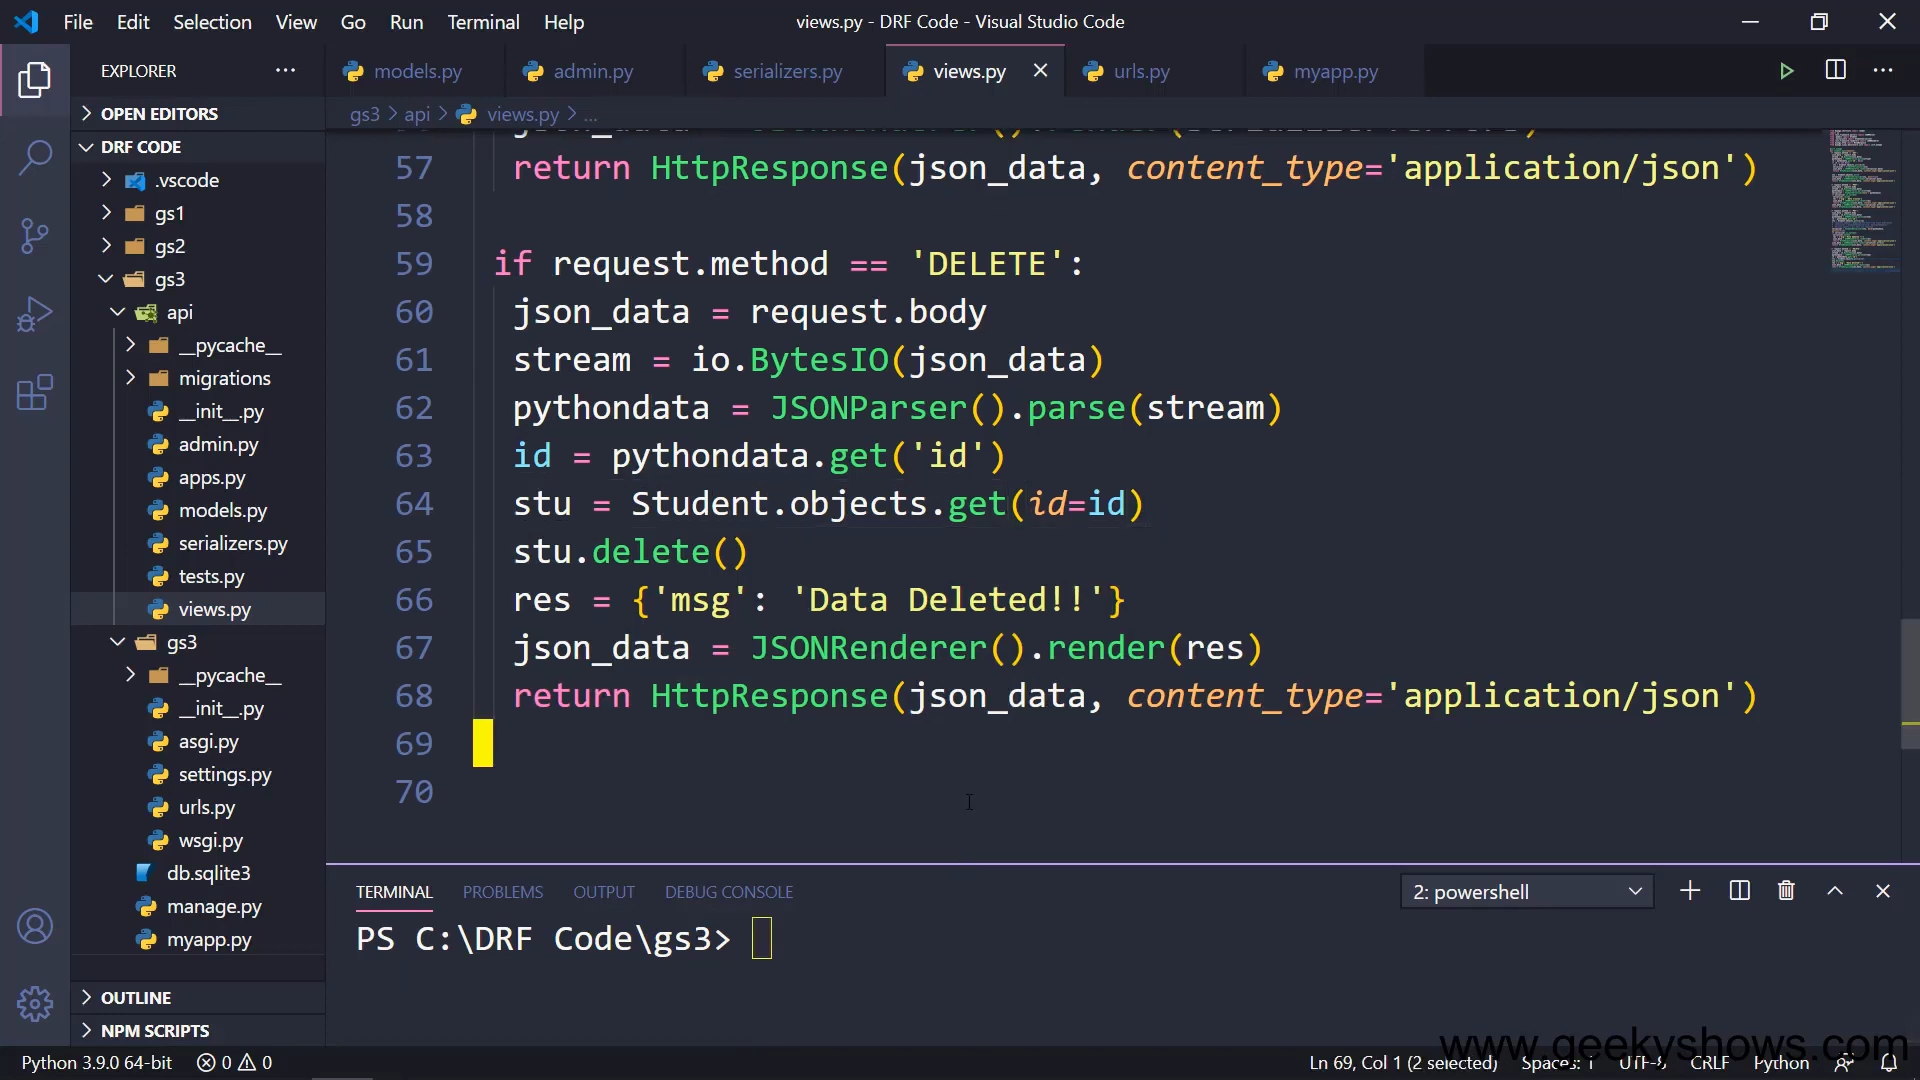 File Edit Selection View Go Run Terminal Help
views.py - DRF Code - Visual Studio Code
EXPLORER
models.py
admin.py
serializers.py
views.py
urls.py
myapp.py
OPEN EDITORS
gs3 > api > views.py > ...
DRF CODE
.vscode
gs1
gs2
gs3
api
__pycache__
migrations
__init__.py
admin.py
apps.py
models.py
serializers.py
tests.py
views.py
gs3
__pycache__
__init__.py
asgi.py
settings.py
urls.py
wsgi.py
db.sqlite3
manage.py
myapp.py
OUTLINE
NPM SCRIPTS
57 return HttpResponse(json_data, content_type='application/json')
58
59 if request.method == 'DELETE':
60 json_data = request.body
61 stream = io.BytesIO(json_data)
62 pythondata = JSONParser().parse(stream)
63 id = pythondata.get('id')
64 stu = Student.objects.get(id=id)
65 stu.delete()
66 res = {'msg': 'Data Deleted!!'}
67 json_data = JSONRenderer().render(res)
68 return HttpResponse(json_data, content_type='application/json')
69
70
TERMINAL PROBLEMS OUTPUT DEBUG CONSOLE
2: powershell
PS C:\DRF Code\gs3>
www.geekyshows.com
Python 3.9.0 64-bit 0 0
Ln 69, Col 1 (2 selected) Spaces: 1 UTF-8 CRLF Python